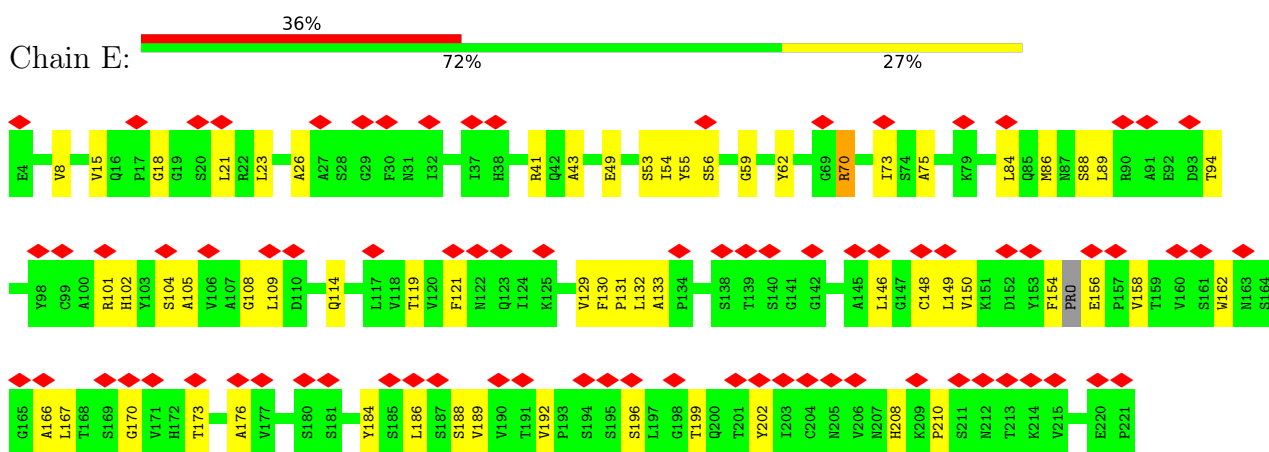 36%
Chain E:
72% 27%
E4 V8 V15 Q16 P17 G18 G19 S20 L21 R22 L23 A26 A27 S28 G29 F30 N31 I32 I37 H38 R41 Q42 A43 E49 S53 I54 Y55 S56 G59 Y62 G69 R70 I73 S74 A75 K79 L84 Q85 M86 N87 S88 L89 R90 A91 E92 D93 T94
Y98 C99 A100 R101 H102 Y103 S104 A105 V106 A107 G108 L109 D110 Q114 L117 V118 T119 V120 F121 N122 Q123 I124 K125 V129 F130 P131 L132 A133 P134 S138 T139 S140 G141 G142 A145 L146 G147 C148 L149 V150 K151 D152 Y153 F154 PRO E156 P157 V158 T159 V160 S161 W162 N163 S164
G165 A166 L167 T168 S169 G170 V171 H172 T173 A176 V177 S180 S181 Y184 S185 L186 S187 S188 V189 V190 T191 V192 P193 S194 S195 S196 L197 G198 T199 Q200 T201 Y202 I203 C204 N205 V206 N207 H208 K209 P210 S211 N212 T213 K214 V215 E220 P221